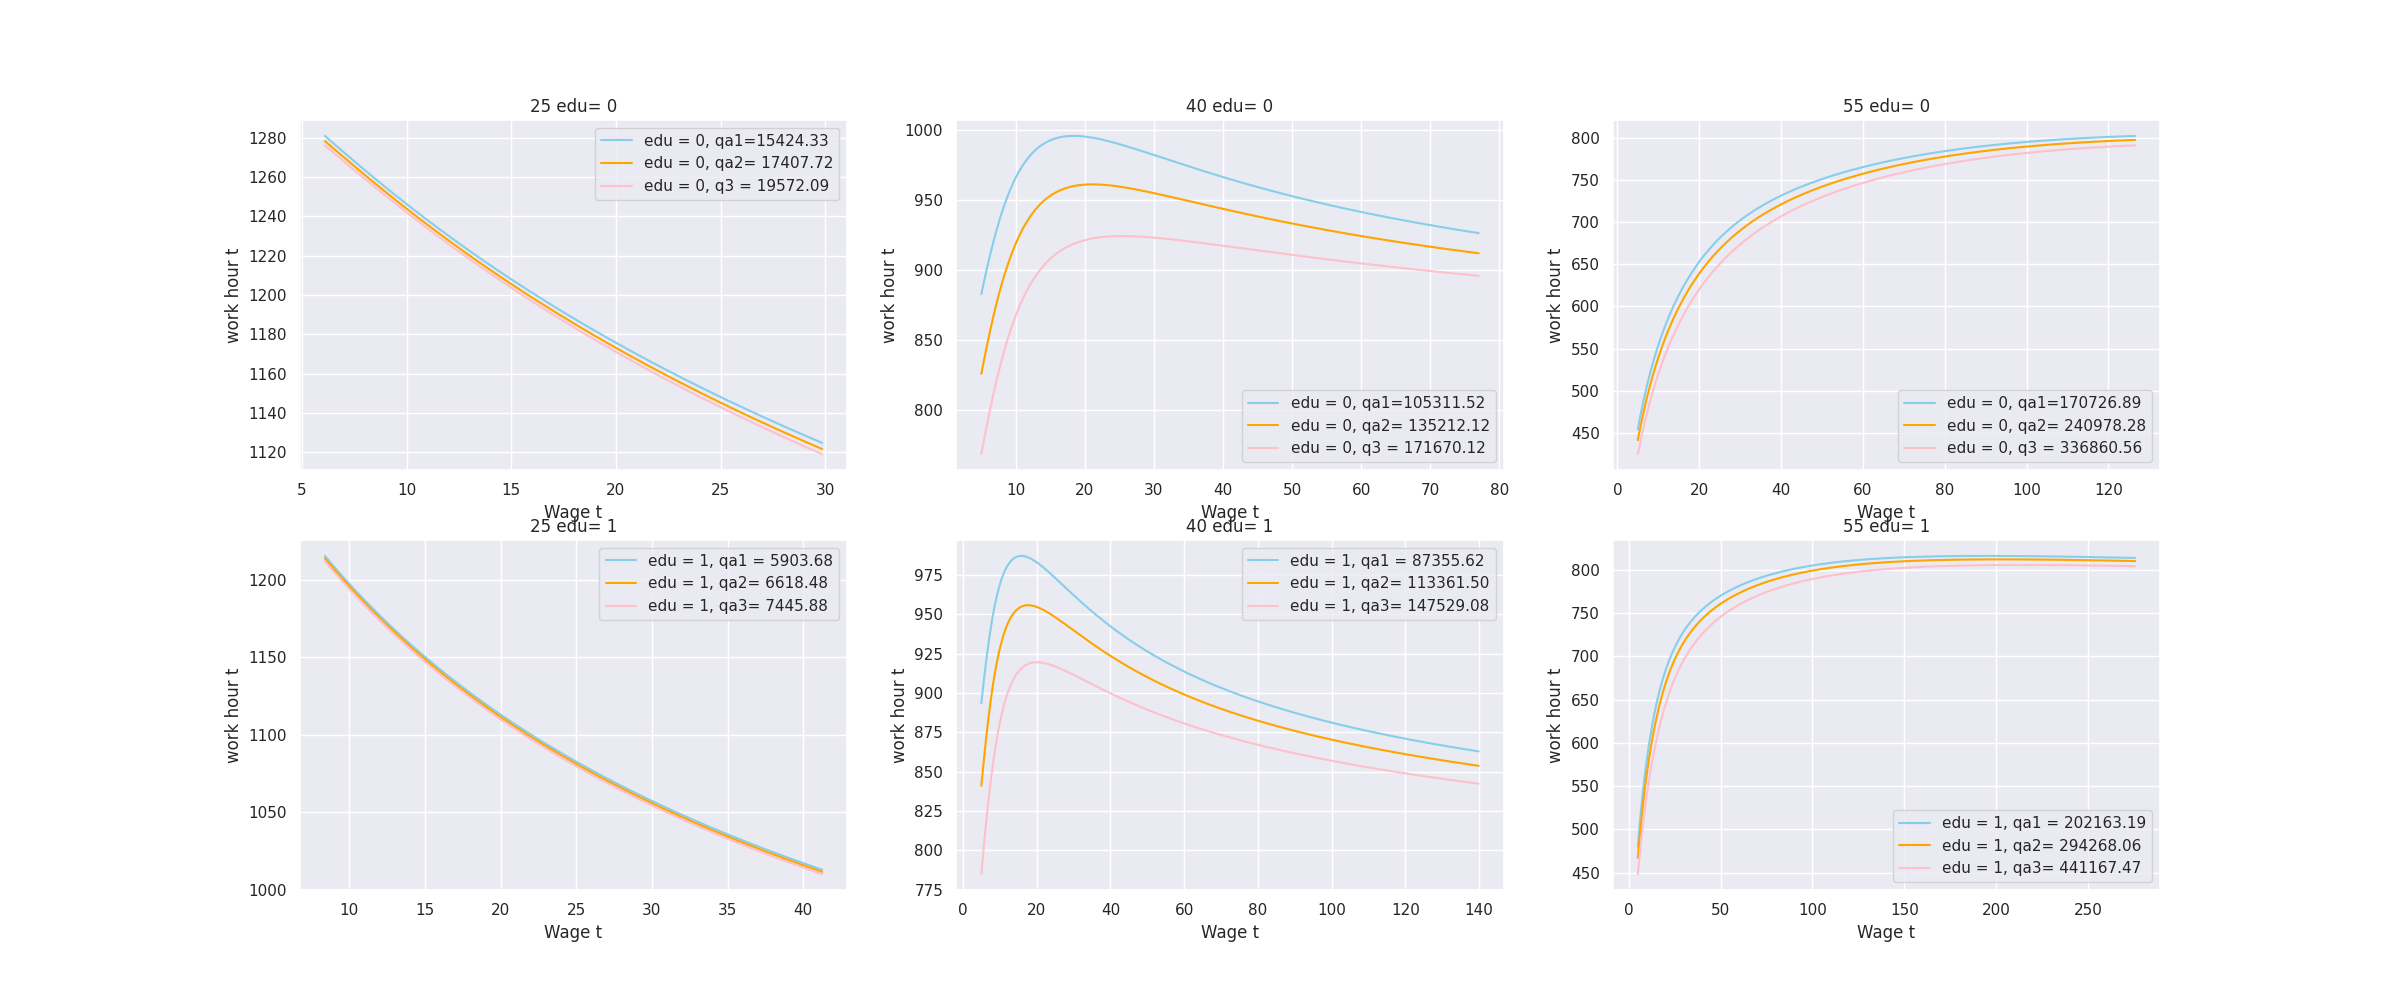 25 edu= 0
work hour t
1280
1260
1240
1220
1200
1180
1160
1140
1120
edu = 0, qa1=15424.33
edu = 0, qa2= 17407.72
edu = 0, q3 = 19572.09
5 10 15 20 25 30
Wage t
40 edu= 0
work hour t
1000
950
900
850
800
edu = 0, qa1=105311.52
edu = 0, qa2= 135212.12
edu = 0, q3 = 171670.12
10 20 30 40 50 60 70 80
Wage t
55 edu= 0
work hour t
800
750
700
650
600
550
500
450
edu = 0, qa1=170726.89
edu = 0, qa2= 240978.28
edu = 0, q3 = 336860.56
0 20 40 60 80 100 120
Wage t
25 edu= 1
work hour t
1200
1150
1100
1050
1000
edu = 1, qa1 = 5903.68
edu = 1, qa2= 6618.48
edu = 1, qa3= 7445.88
10 15 20 25 30 35 40
Wage t
40 edu= 1
work hour t
975
950
925
900
875
850
825
800
775
edu = 1, qa1 = 87355.62
edu = 1, qa2= 113361.50
edu = 1, qa3= 147529.08
0 20 40 60 80 100 120 140
Wage t
55 edu= 1
work hour t
800
750
700
650
600
550
500
450
edu = 1, qa1 = 202163.19
edu = 1, qa2= 294268.06
edu = 1, qa3= 441167.47
0 50 100 150 200 250
Wage t